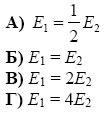 А) E₁ = 1/2 E₂
Б) E₁ = E₂
В) E₁ = 2E₂
Г) E₁ = 4E₂